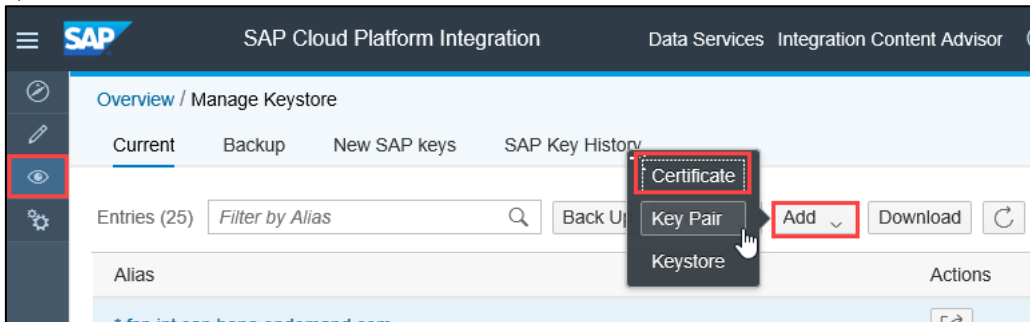 SAP SAP Cloud Platform Integration Data Services Integration Content Advisor
Overview / Manage Keystore
Current Backup New SAP keys SAP Key History
Certificate
Entries (25) Filter by Alias Back Up Key Pair Add Download
Keystore
Alias Actions